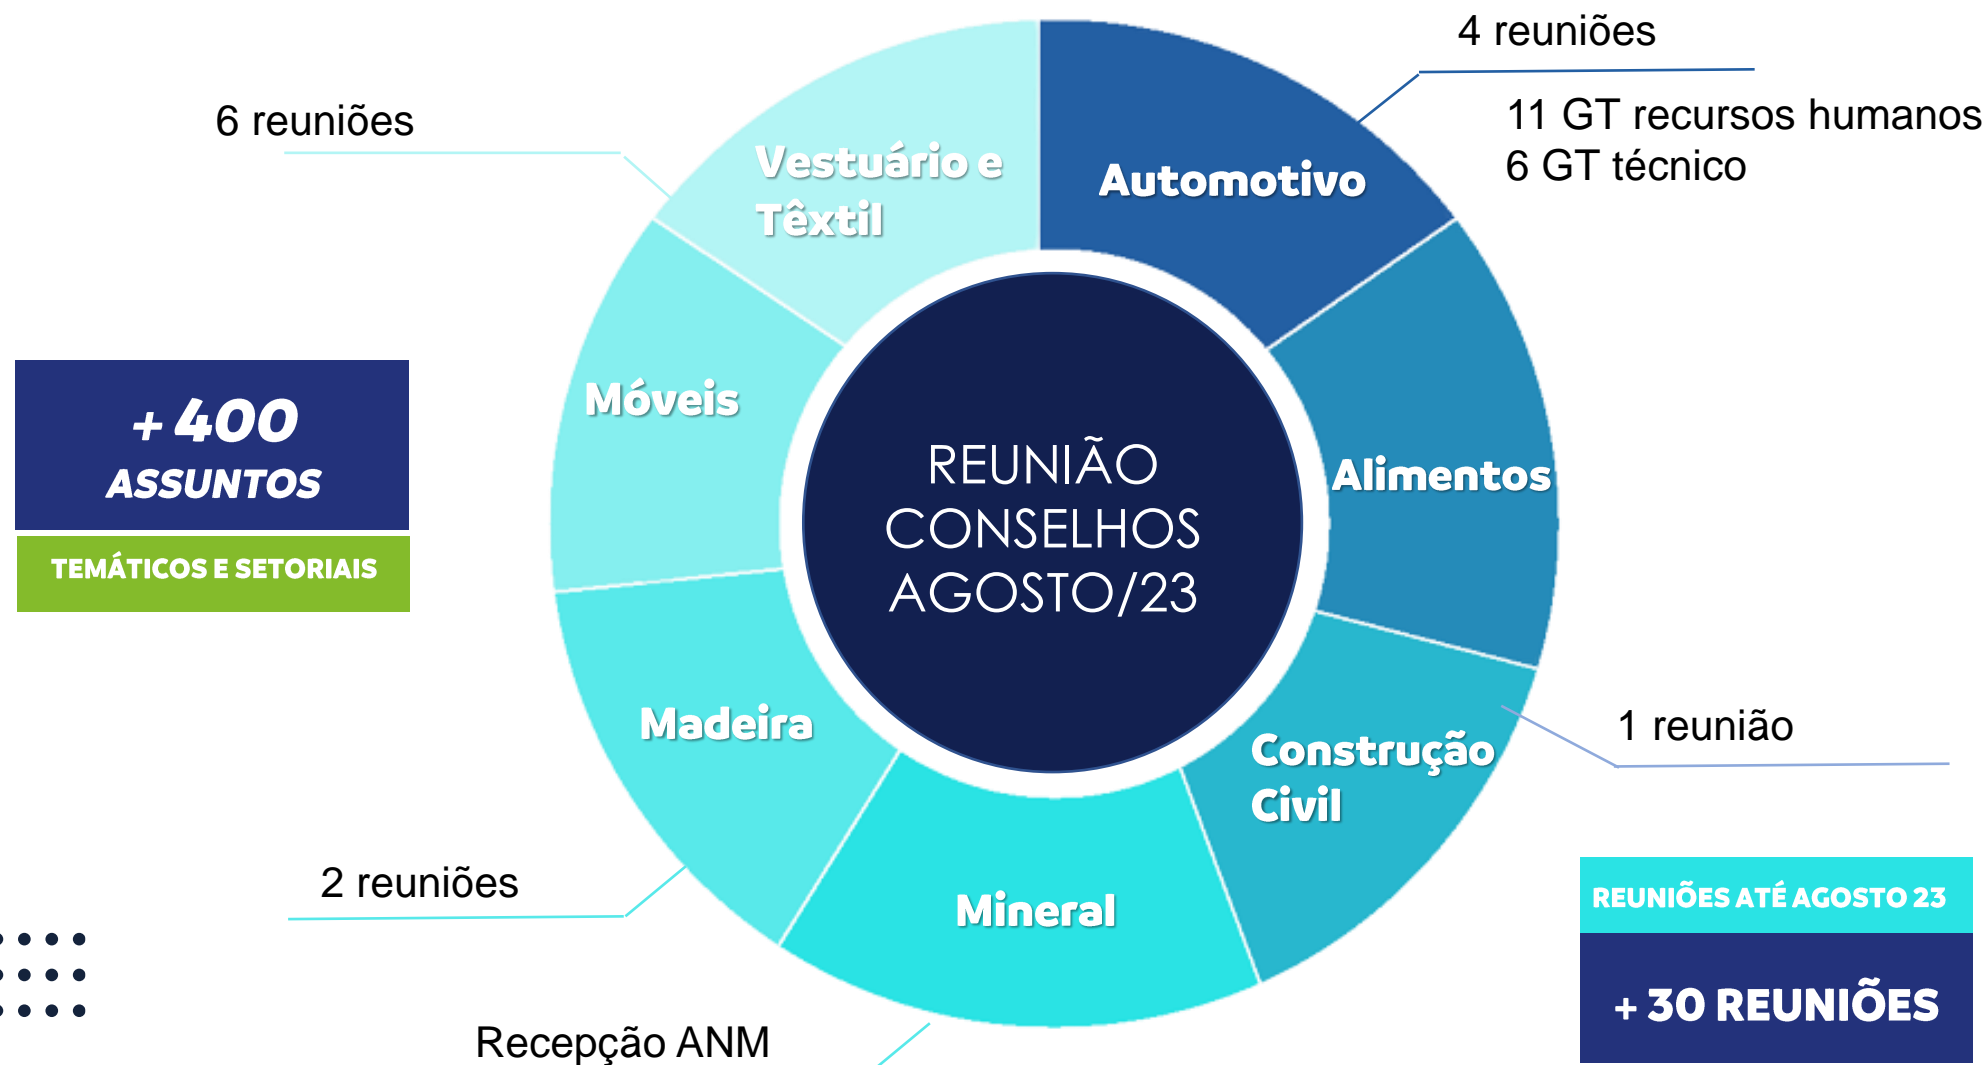 4 reuniões
11 GT recursos humanos
6 GT técnico
6 reuniões
Vestuário e
Têxtil
Automotivo
Móveis
Alimentos
+ 400
ASSUNTOS
TEMÁTICOS E SETORIAIS
REUNIÃO
CONSELHOS
AGOSTO/23
Madeira
Construção
Civil
1 reunião
2 reuniões
Mineral
REUNIÕES ATÉ AGOSTO 23
+ 30 REUNIÕES
Recepção ANM